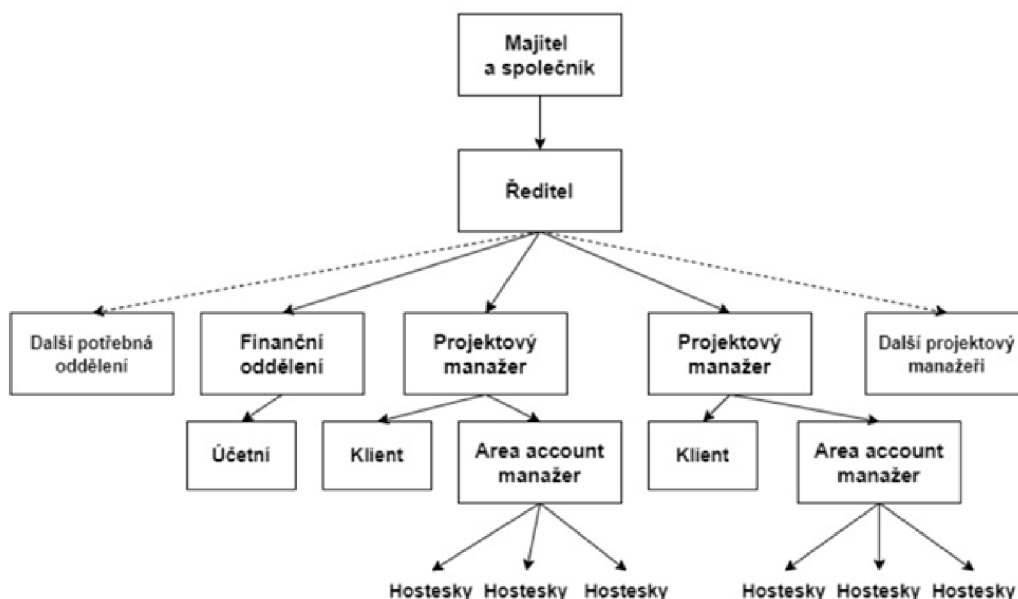 Majitel
a společník
Ředitel
Další potřebná
oddělení
Finanční
oddělení
Projektový
manažer
Projektový
manažer
Další projektový
manažeři
Účetní
Klient
Area account
manažer
Klient
Area account
manažer
Hostesky Hostesky Hostesky
Hostesky Hostesky Hostesky